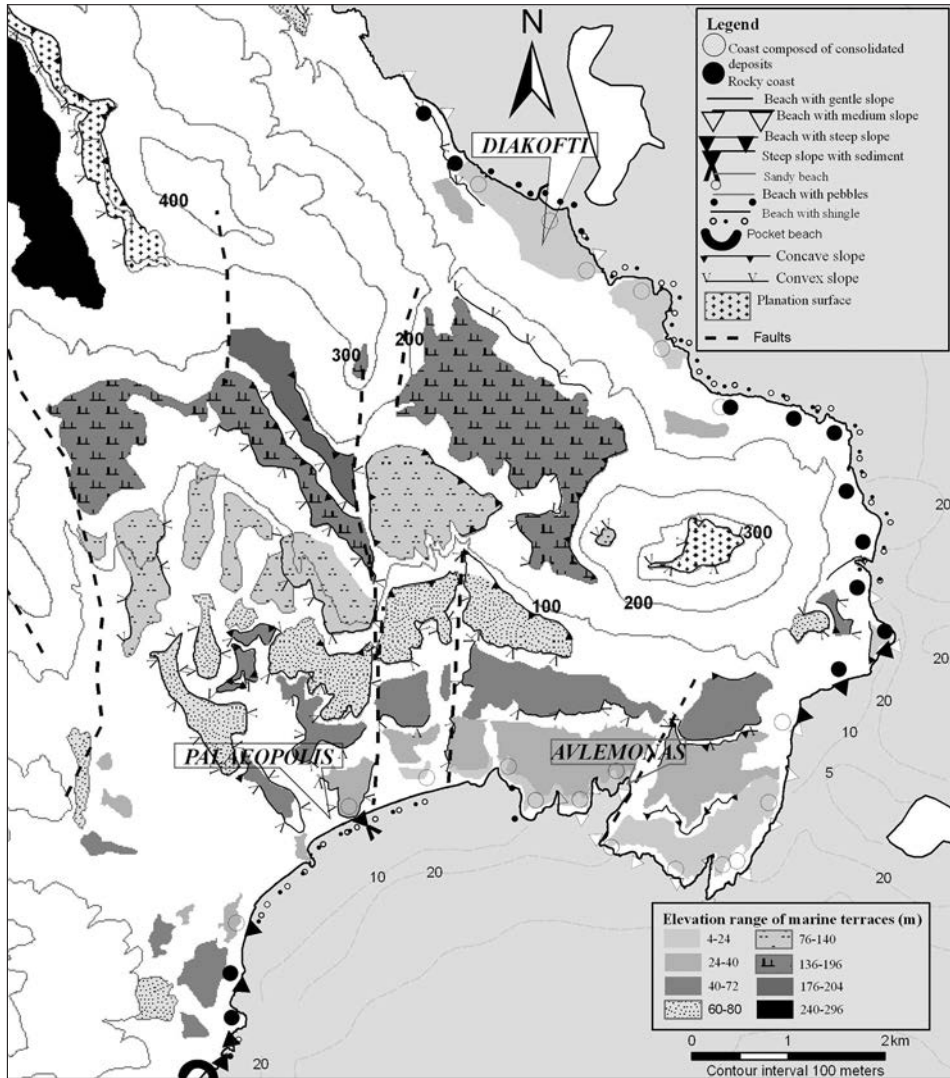 Legend
Coast composed of consolidated
deposits
Rocky coast
Beach with gentle slope
Beach with medium slope
Beach with steep slope
Steep slope with sediment
Sandy beach
Beach with pebbles
Beach with shingle
Pocket beach
Concave slope
Convex slope
Planation surface
Faults
N
DIAKOFTI
400
200
300
300
200
100
20
20
20
10
5
PALAEOPOLIS
AVLEMONAS
10
20
20
20
Elevation range of marine terraces (m)
4-24
24-40
40-72
60-80
76-140
136-196
176-204
240-296
0 1 2km
Contour interval 100 meters